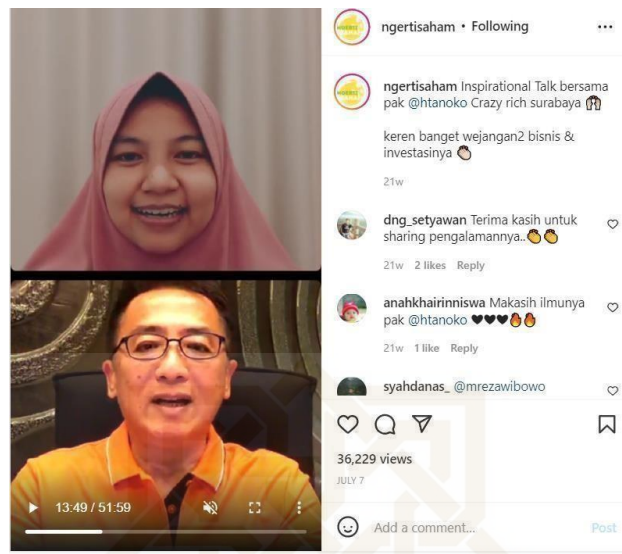 ngertisaham • Following
ngertisaham Inspirational Talk bersama
pak @htanoko Crazy rich surabaya 🙌
keren banget wejangan2 bisnis &
investasinya 👏
21w
dng_setyawan Terima kasih untuk
sharing pengalamannya..👏👏
21w 2 likes Reply
anahkhairinniswa Makasih ilmunya
pak @htanoko 🖤🖤🖤🔥🔥
21w 1 like Reply
syahdanas_ @mrezawibowo
36,229 views
JULY 7
Add a comment... Post
13:49 / 51:59